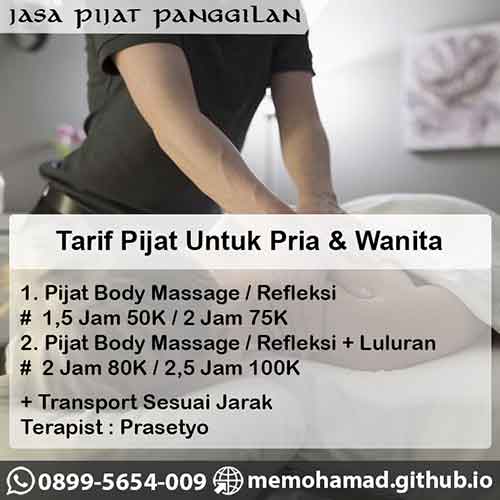 JASA PIJAT PANGGILAN
Tarif Pijat Untuk Pria & Wanita
1. Pijat Body Massage / Refleksi
# 1,5 Jam 50K / 2 Jam 75K
2. Pijat Body Massage / Refleksi + Luluran
# 2 Jam 80K / 2,5 Jam 100K
+ Transport Sesuai Jarak
Terapist : Prasetyo
0899-5654-009 memohamad.github.io